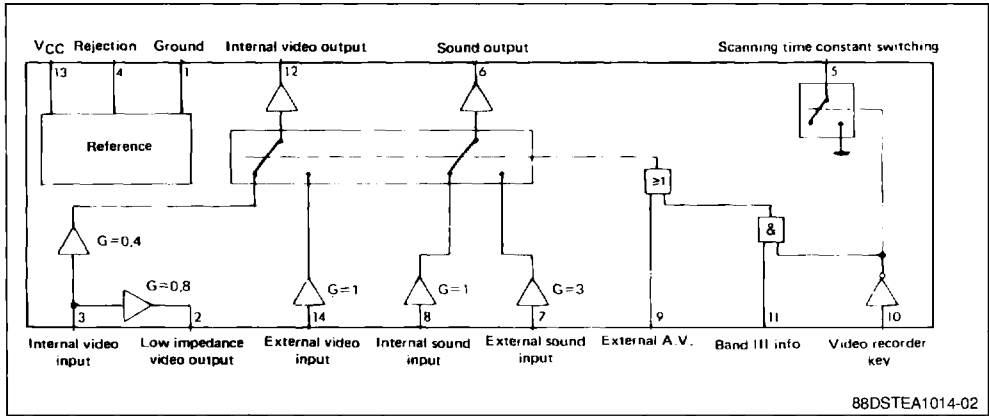 VCC Rejection Ground Internal video output Sound output Scanning time constant switching
13 4 1 12 6 5
Reference
≥1
&
G=0,4
G=0,8
G=1 G=1 G=3
3 2 14 8 7 9 11 10
Internal video input
Low impedance video output
External video input
Internal sound input
External sound input
External A.V.
Band III info
Video recorder key
88DSTEA1014-02